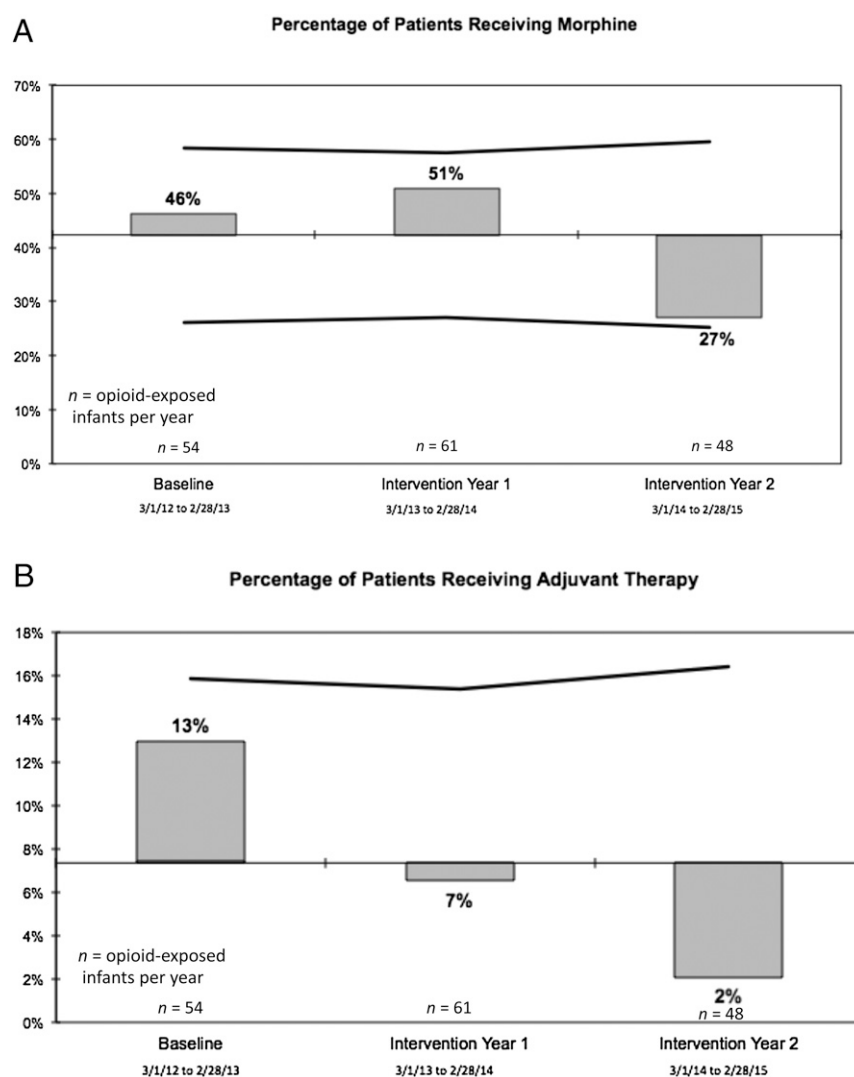 A
Percentage of Patients Receiving Morphine
70%
60%
50%
40%
30%
20%
10%
0%
46%
51%
27%
n = opioid-exposed
infants per year
n = 54
n = 61
n = 48
Baseline
Intervention Year 1
Intervention Year 2
3/1/12 to 2/28/13
3/1/13 to 2/28/14
3/1/14 to 2/28/15
B
Percentage of Patients Receiving Adjuvant Therapy
18%
16%
14%
12%
10%
8%
6%
4%
2%
0%
13%
7%
2%
n = opioid-exposed
infants per year
n = 54
n = 61
n = 48
Baseline
Intervention Year 1
Intervention Year 2
3/1/12 to 2/28/13
3/1/13 to 2/28/14
3/1/14 to 2/28/15